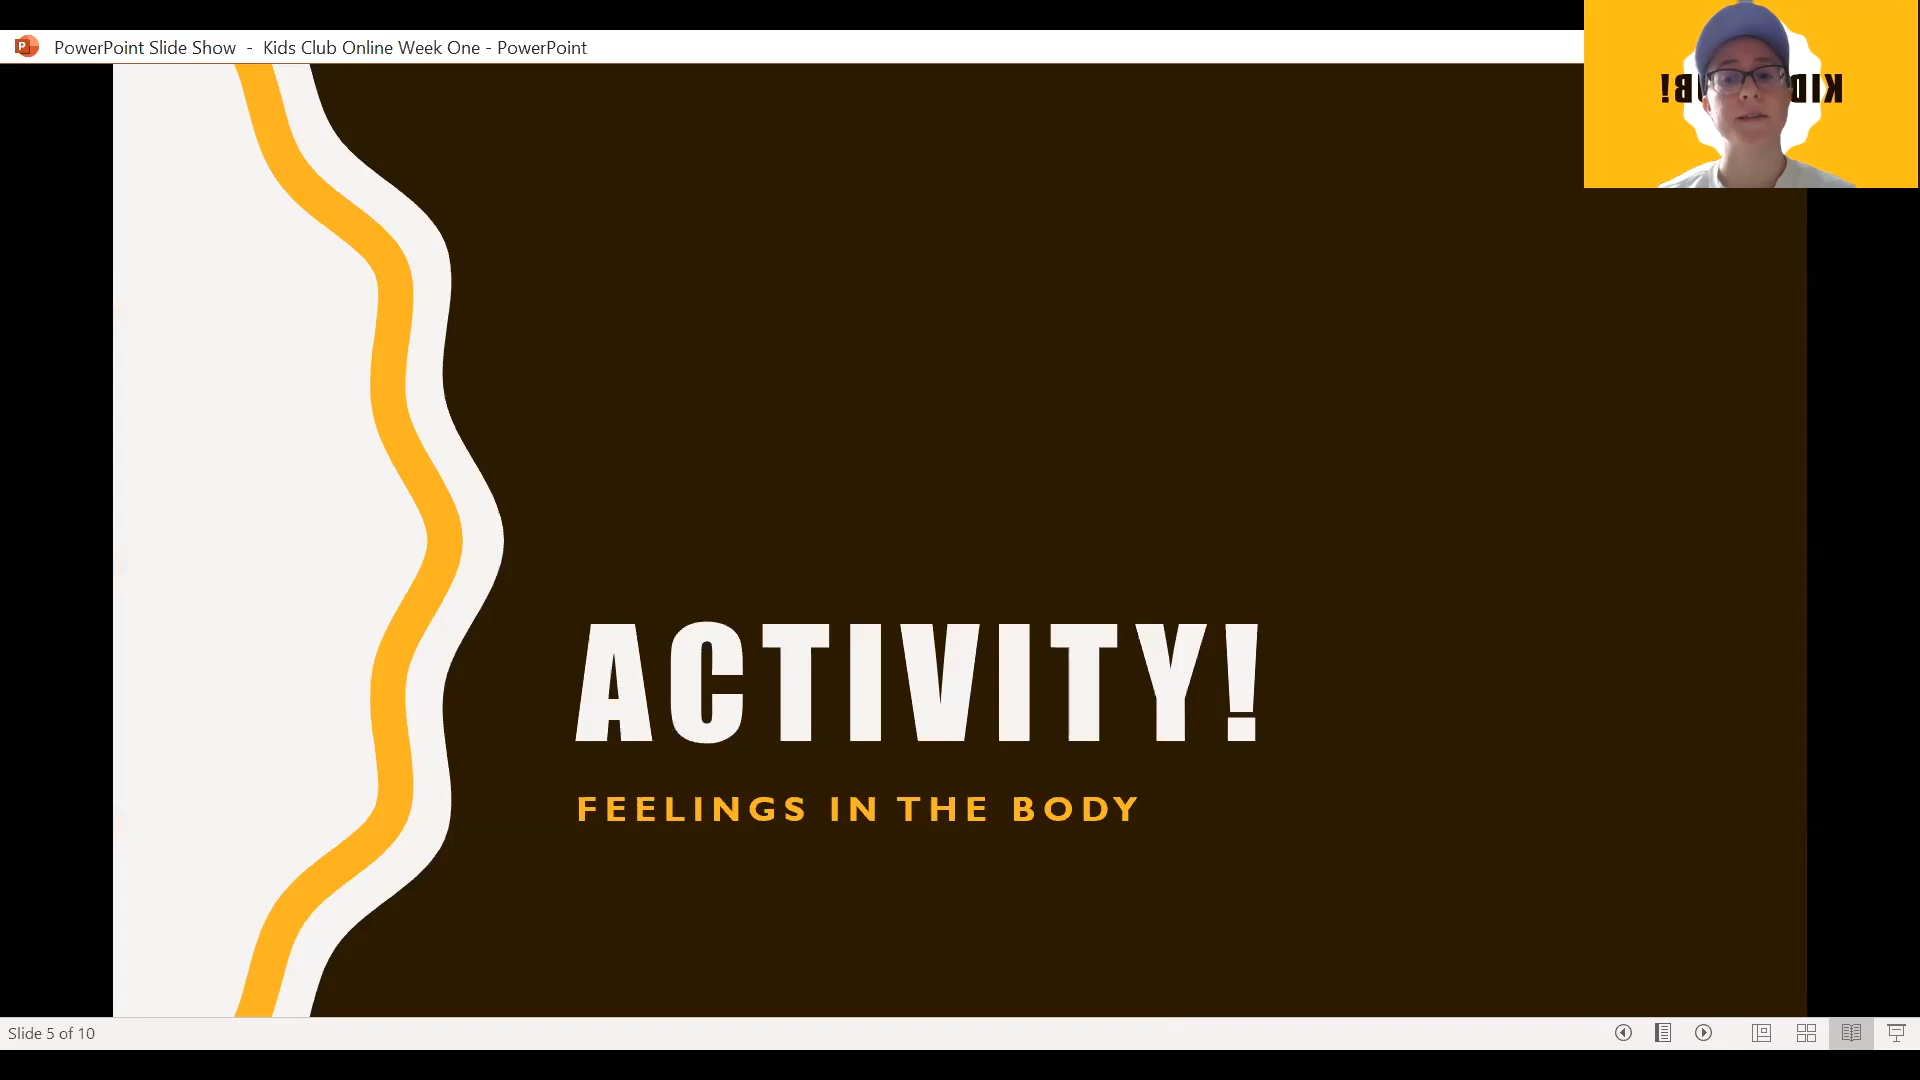 PowerPoint Slide Show - Kids Club Online Week One - PowerPoint
ACTIVITY!
FEELINGS IN THE BODY
Slide 5 of 10